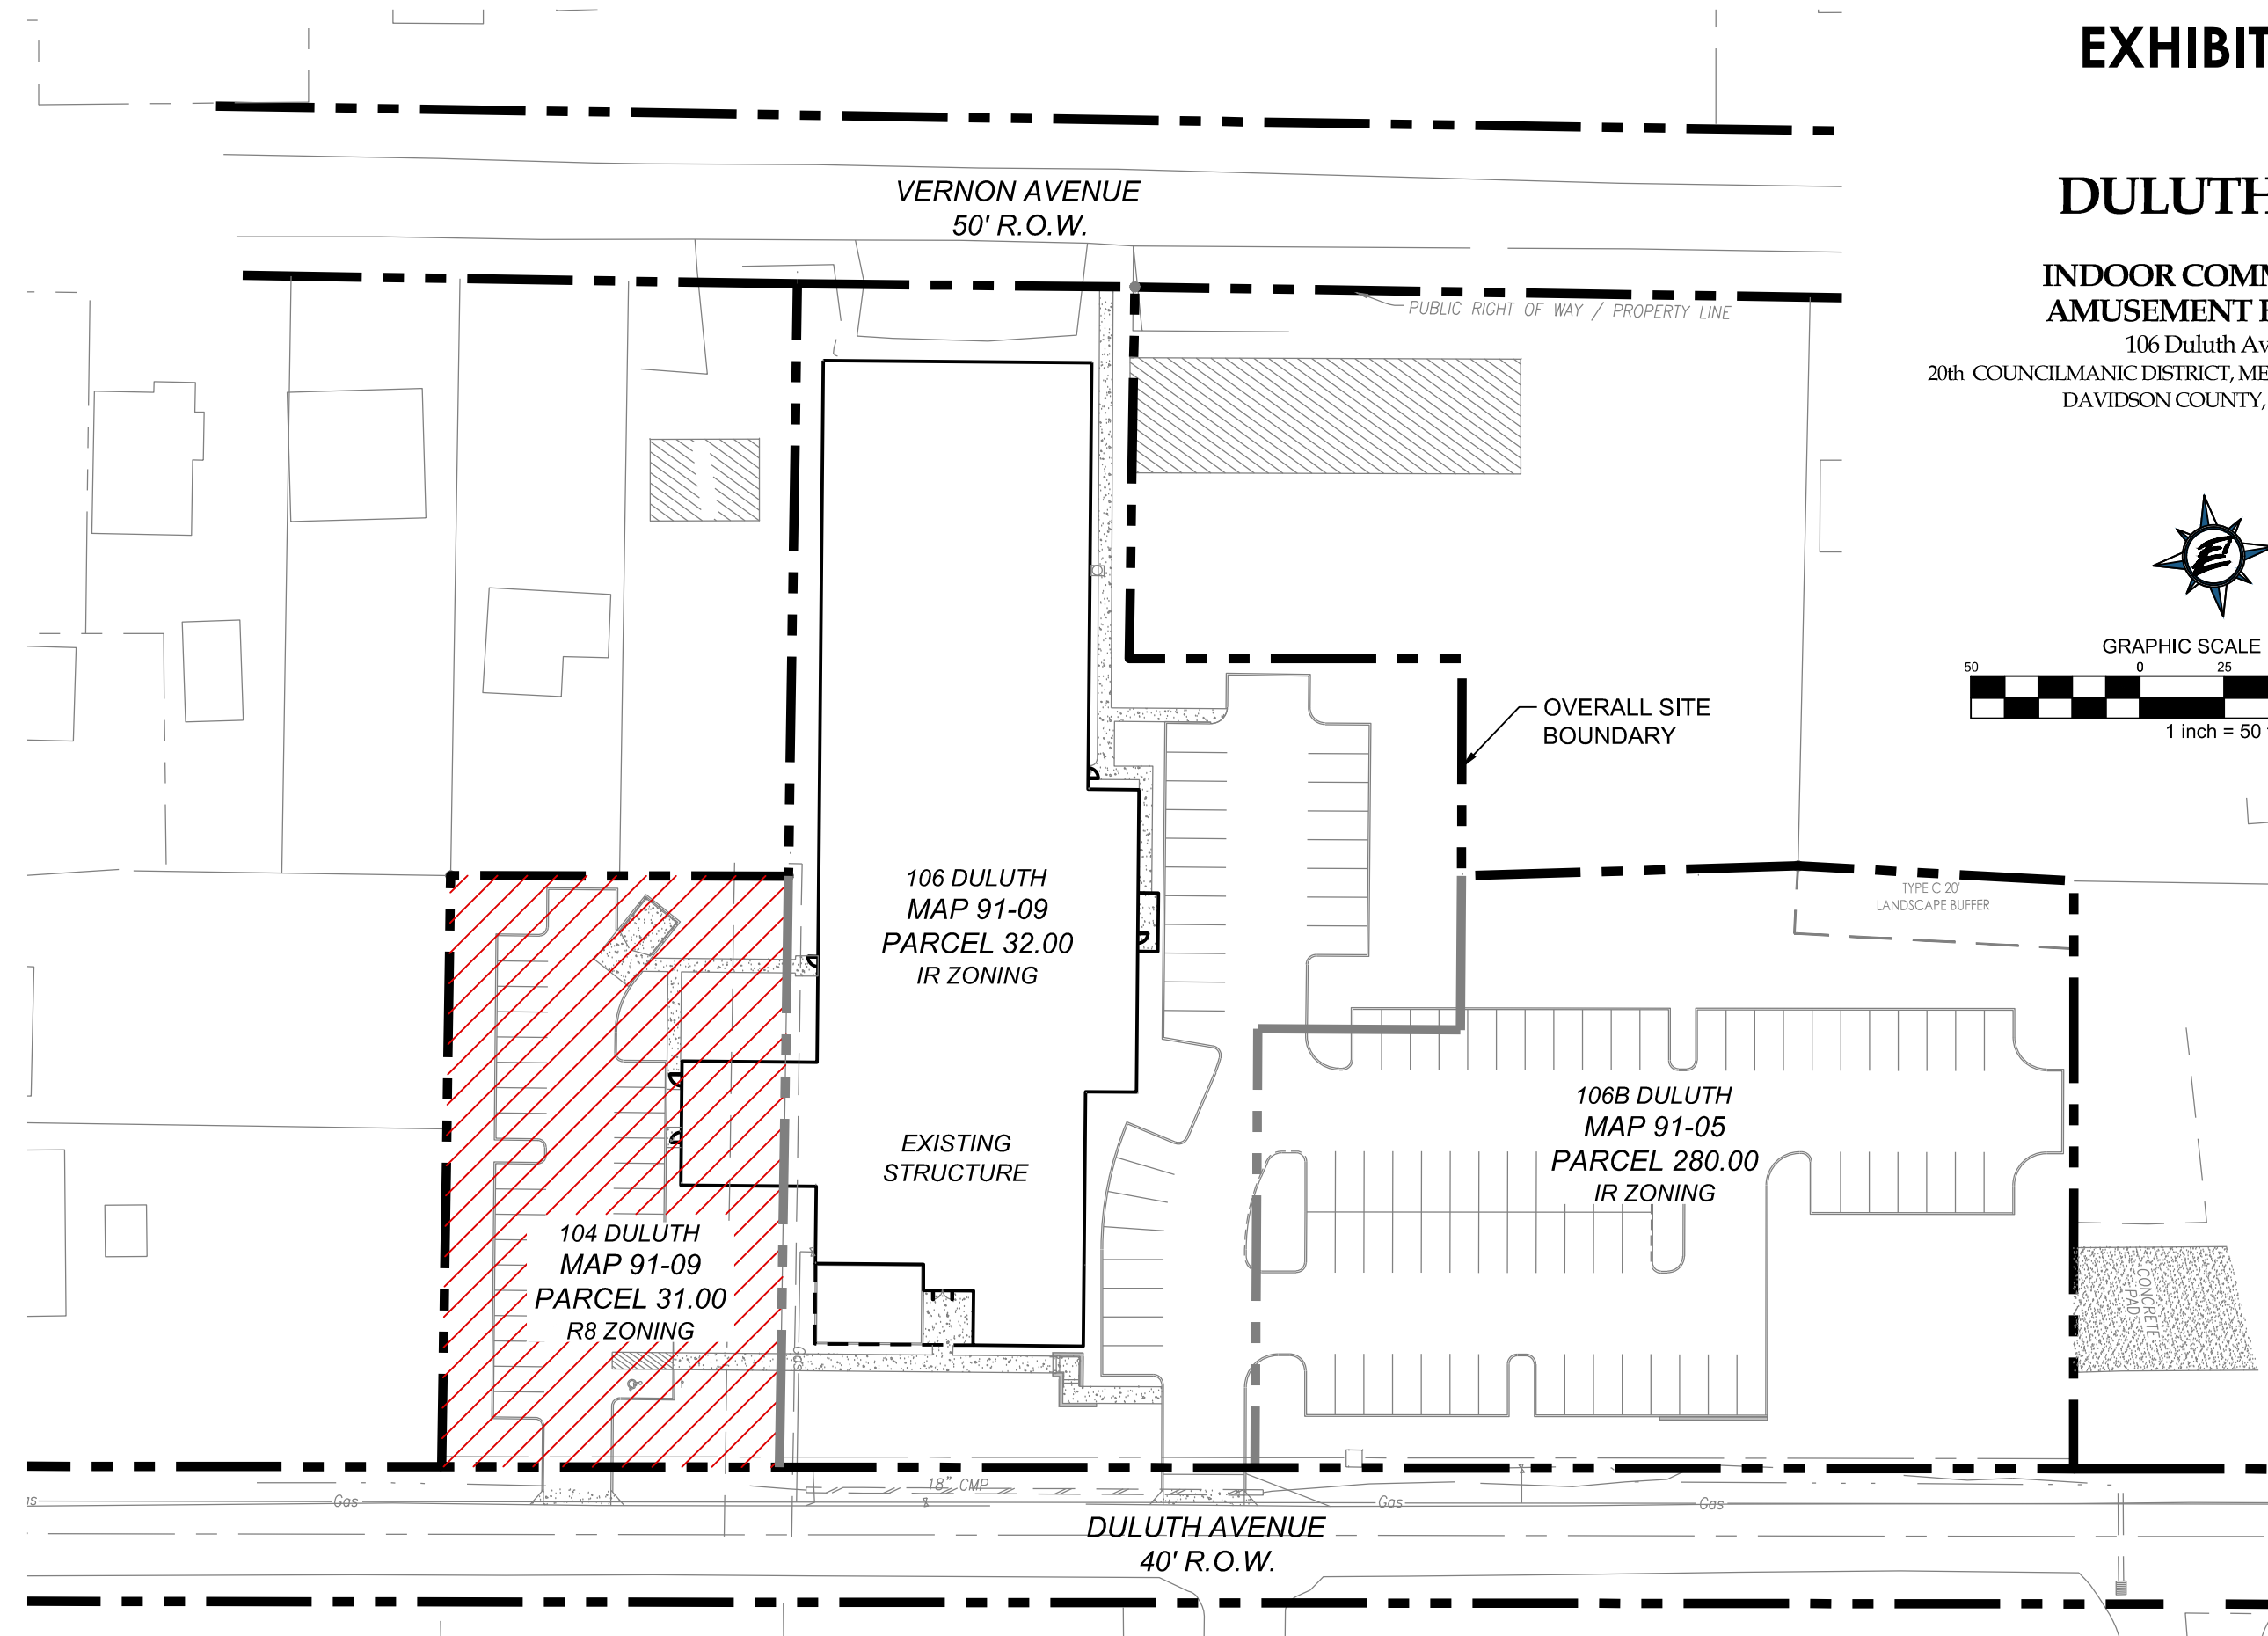 EXHIBIT
DULUTH
INDOOR COMM
AMUSEMENT
106 Duluth Av
20th COUNCILMANIC DISTRICT, ME
DAVIDSON COUNTY,
VERNON AVENUE
50' R.O.W.
PUBLIC RIGHT OF WAY / PROPERTY LINE
GRAPHIC SCALE
50 0 25
1 inch = 50
OVERALL SITE
BOUNDARY
TYPE C 20'
LANDSCAPE BUFFER
106 DULUTH
MAP 91-09
PARCEL 32.00
IR ZONING
EXISTING
STRUCTURE
106B DULUTH
MAP 91-05
PARCEL 280.00
IR ZONING
104 DULUTH
MAP 91-09
PARCEL 31.00
R8 ZONING
CONCRETE
PAD
Gas
18" CMP
Gas
Gas
Gas
DULUTH AVENUE
40' R.O.W.